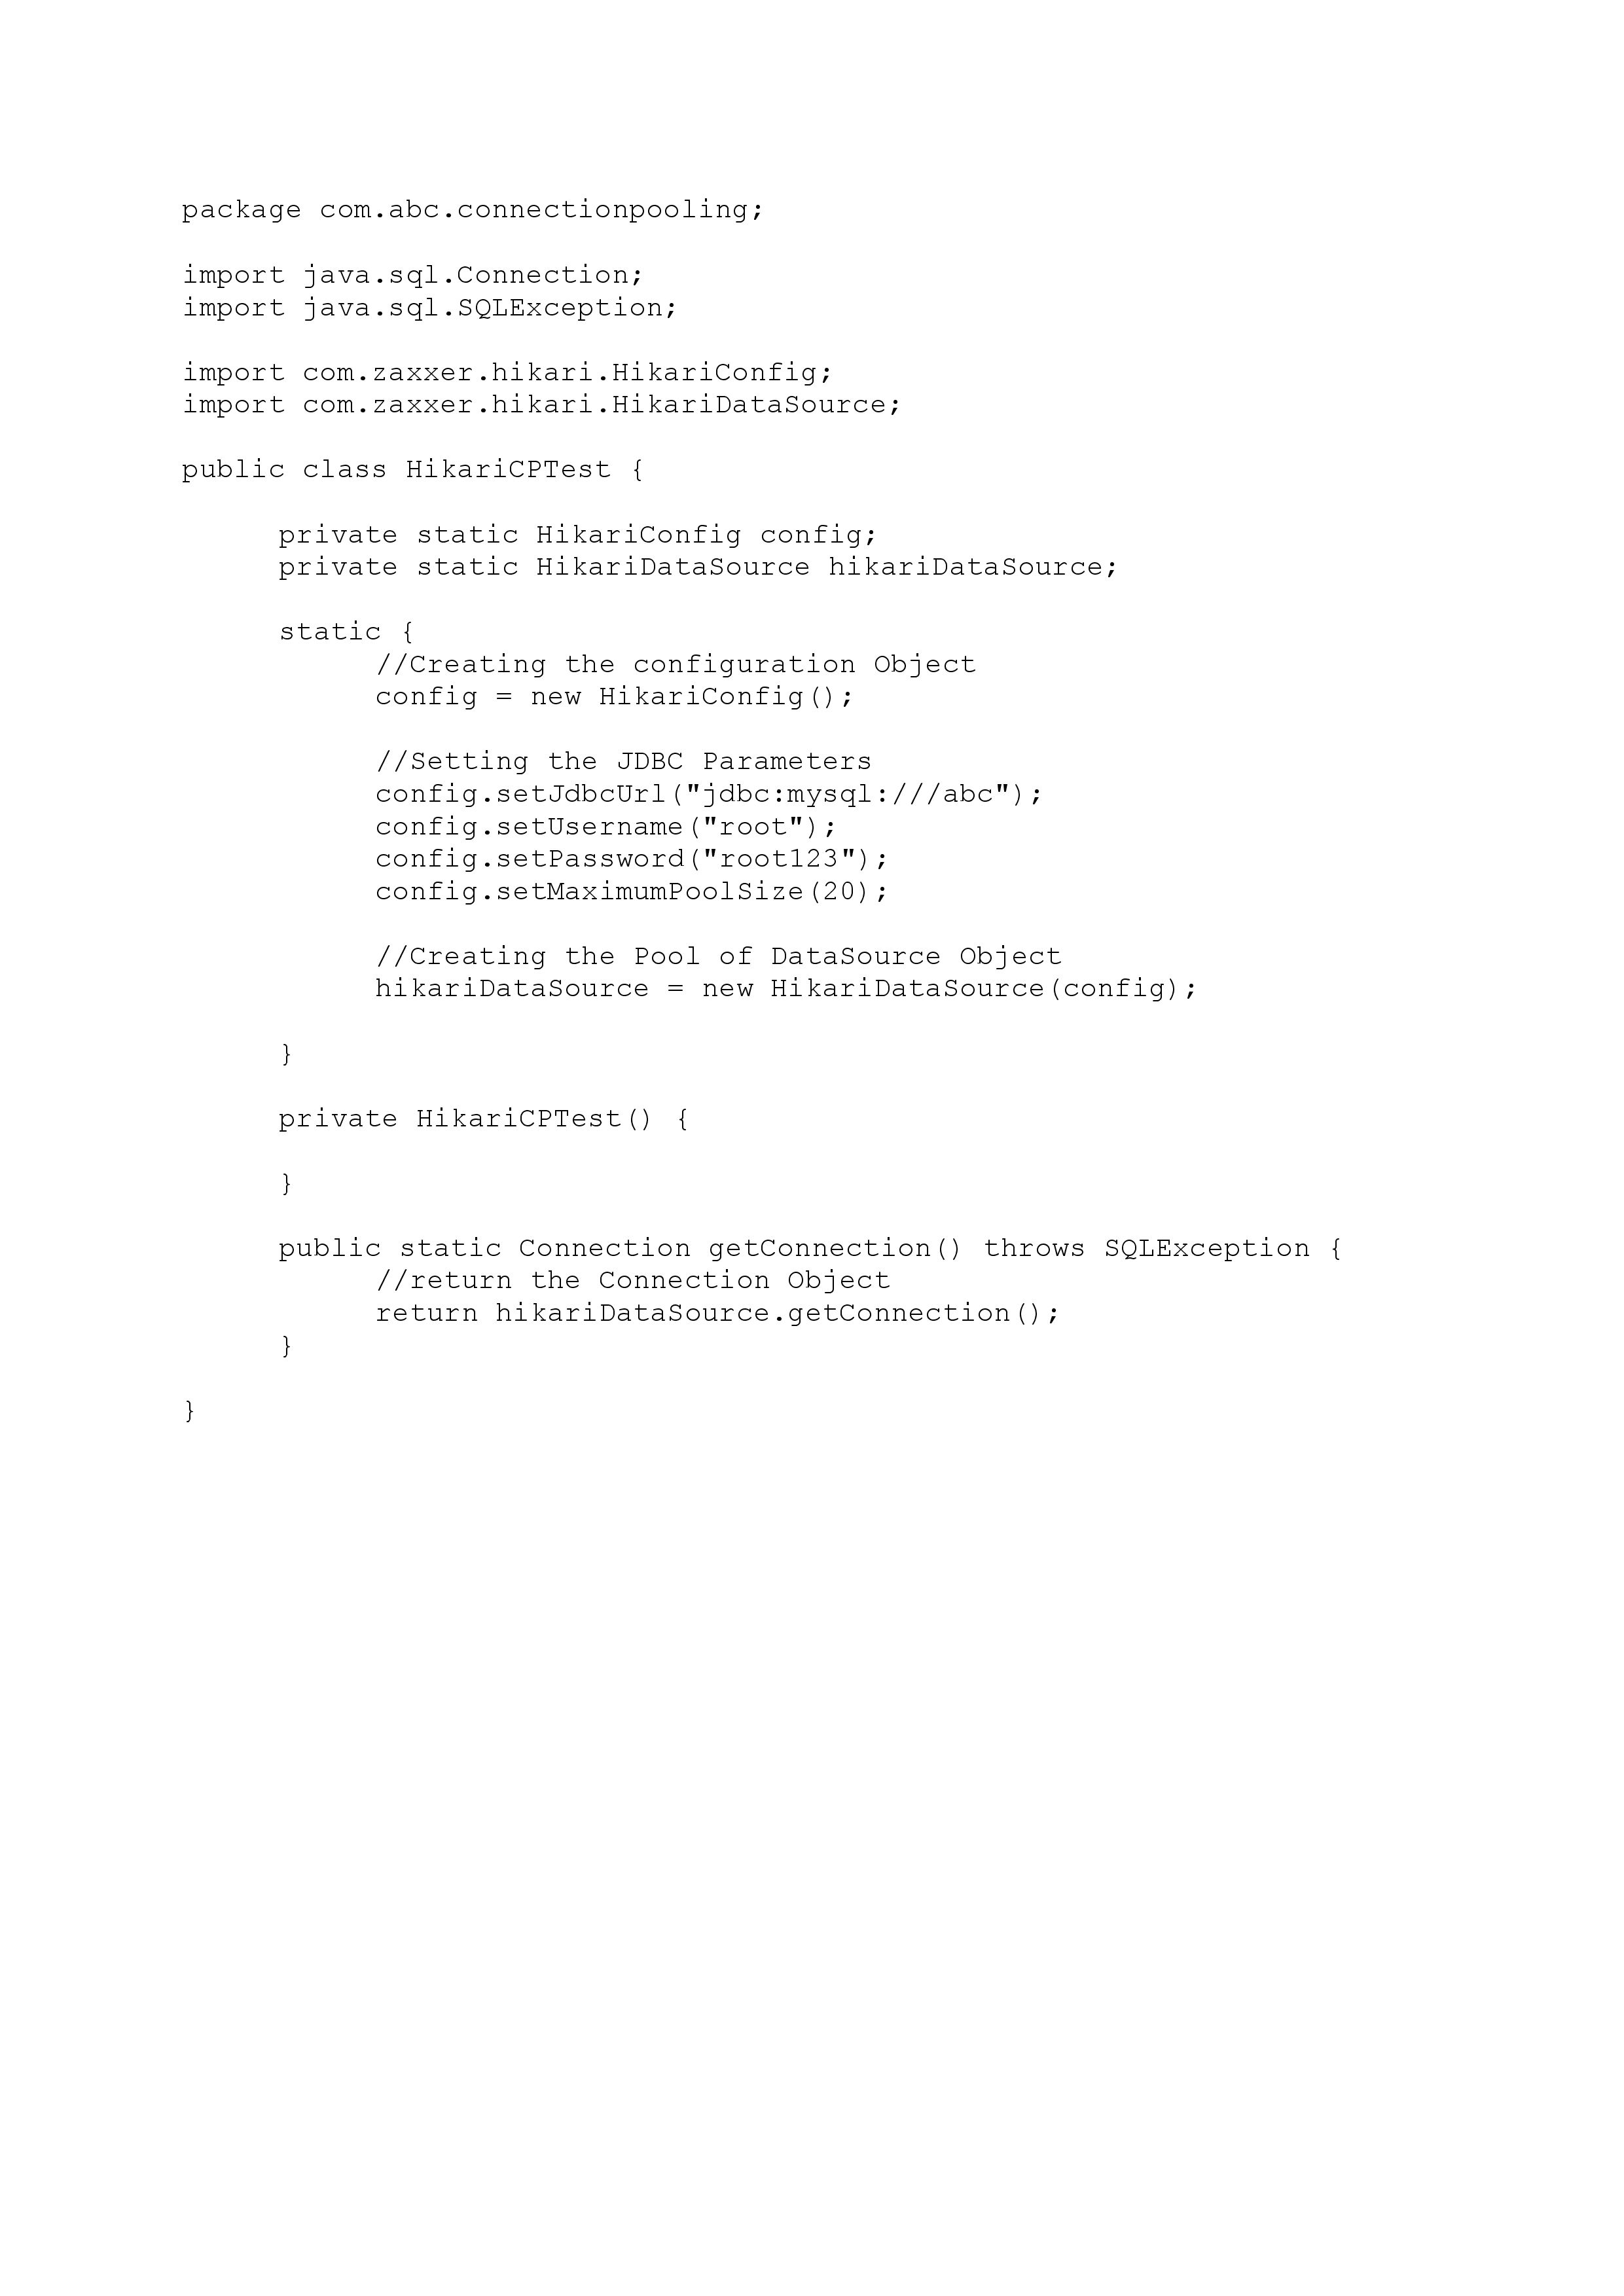 package com.abc.connectionpooling;
import java.sql.Connection;
import java.sql.SQLException;
import com.zaxxer.hikari.HikariConfig;
import com.zaxxer.hikari.HikariDataSource;
public class HikariCPTest {
private static HikariConfig config;
private static HikariDataSource hikariDataSource;
static {
//Creating the configuration Object
config = new HikariConfig();
//Setting the JDBC Parameters
config.setJdbcUrl("jdbc:mysql:///abc");
config.setUsername("root");
config.setPassword("root123");
config.setMaximumPoolSize(20);
//Creating the Pool of DataSource Object
hikariDataSource = new HikariDataSource(config);
}
private HikariCPTest() {
}
public static Connection getConnection() throws SQLException {
//return the Connection Object
return hikariDataSource.getConnection();
}
}